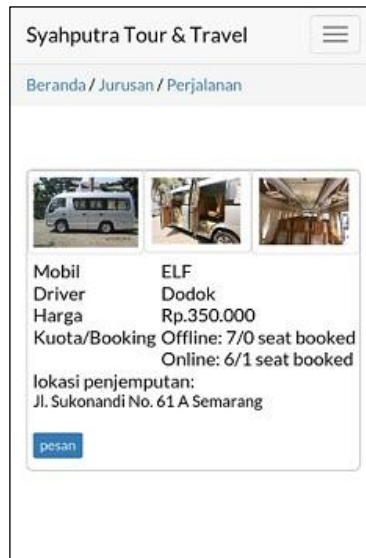 Syahputra Tour & Travel
Beranda / Jurusan / Perjalanan
Mobil ELF
Driver Dodok
Harga Rp.350.000
Kuota/Booking Offline: 7/0 seat booked
Online: 6/1 seat booked
lokasi penjemputan:
Jl. Sukonandi No. 61 A Semarang
pesan